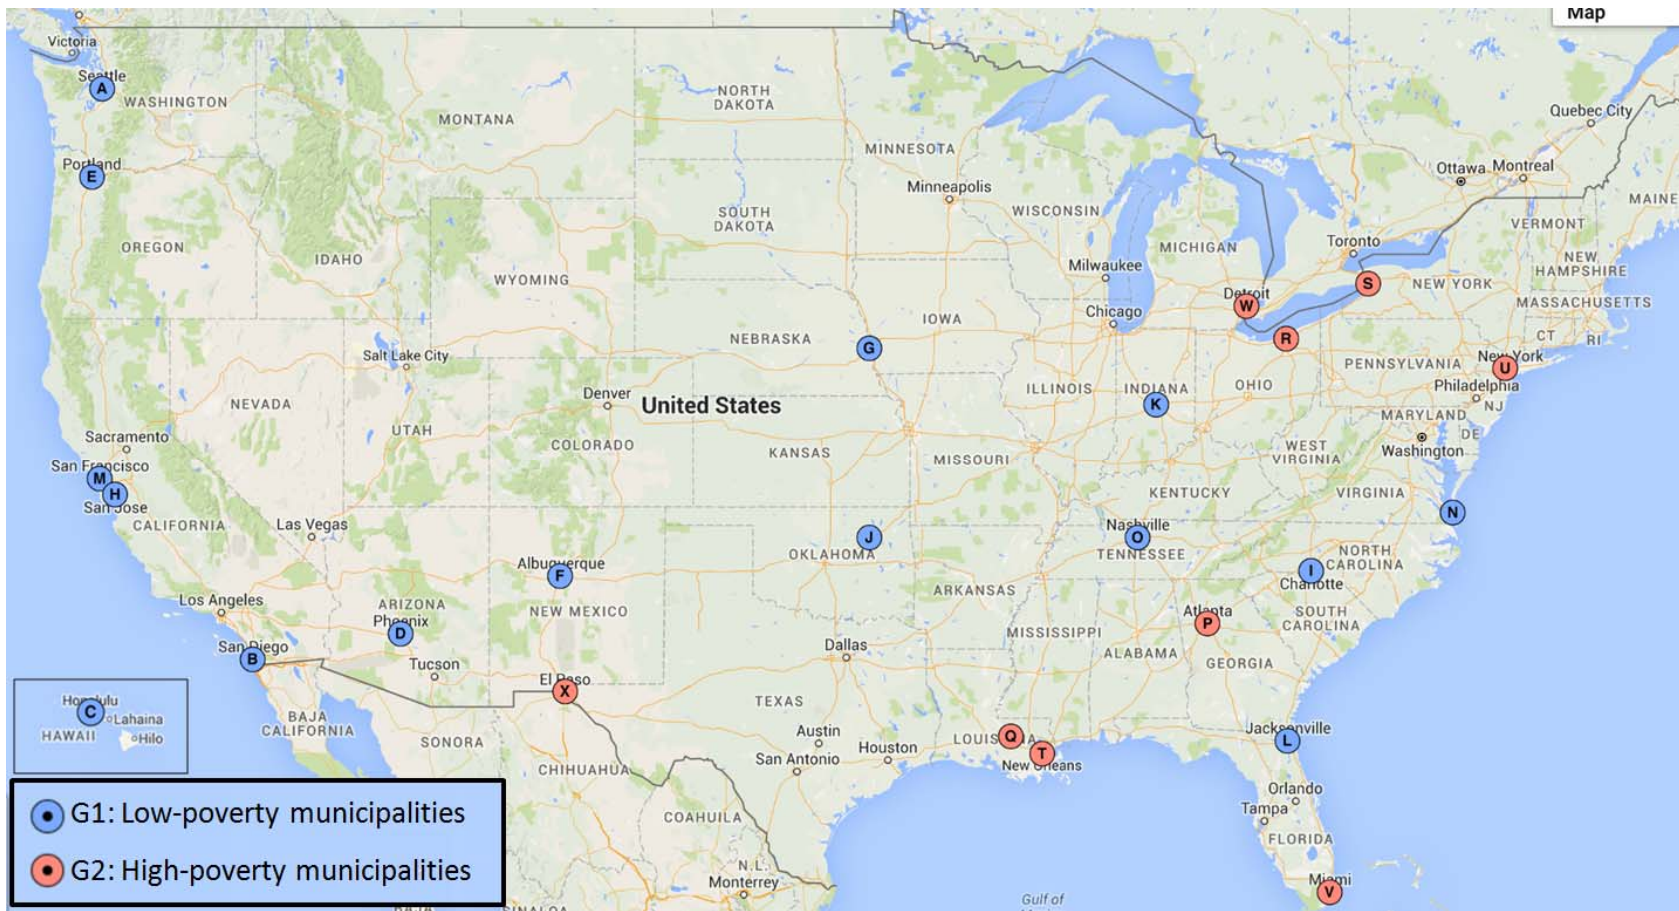 Map
Victoria
Seattle
A
WASHINGTON
MONTANA
NORTH
DAKOTA
MINNESOTA
Quebec City
Ottawa
Montreal
MAINE
Portland
E
OREGON
IDAHO
SOUTH
DAKOTA
Minneapolis
WISCONSIN
MICHIGAN
Toronto
VERMONT
NEW
HAMPSHIRE
WYOMING
Milwaukee
Detroit
W
S
NEW YORK
MASSACHUSETTS
CT
RI
Chicago
IOWA
NEBRASKA
G
R
Salt Lake City
PENNSYLVANIA
New York
U
Philadelphia
NJ
Denver
United States
ILLINOIS
INDIANA
K
OHIO
NEVADA
UTAH
COLORADO
KANSAS
MISSOURI
WEST
VIRGINIA
MARYLAND
DE
Washington
Sacramento
San Francisco
M
H
San Jose
CALIFORNIA
KENTUCKY
VIRGINIA
N
Las Vegas
J
OKLAHOMA
Nashville
O
TENNESSEE
NORTH
CAROLINA
I
Charlotte
Albuquerque
F
NEW MEXICO
ARKANSAS
Los Angeles
ARIZONA
Phoenix
D
Atlanta
P
SOUTH
CAROLINA
MISSISSIPPI
ALABAMA
GEORGIA
San Diego
B
Tucson
Dallas
El Paso
X
TEXAS
Honolulu
C
Lahaina
HAWAII
Hilo
BAJA
CALIFORNIA
SONORA
CHIHUAHUA
Austin
San Antonio
Houston
LOUISIANA
Q
T
New Orleans
Jacksonville
L
Orlando
Tampa
FLORIDA
COAHUILA
G1: Low-poverty municipalities
G2: High-poverty municipalities
N.L.
Monterrey
Miami
V
Gulf of